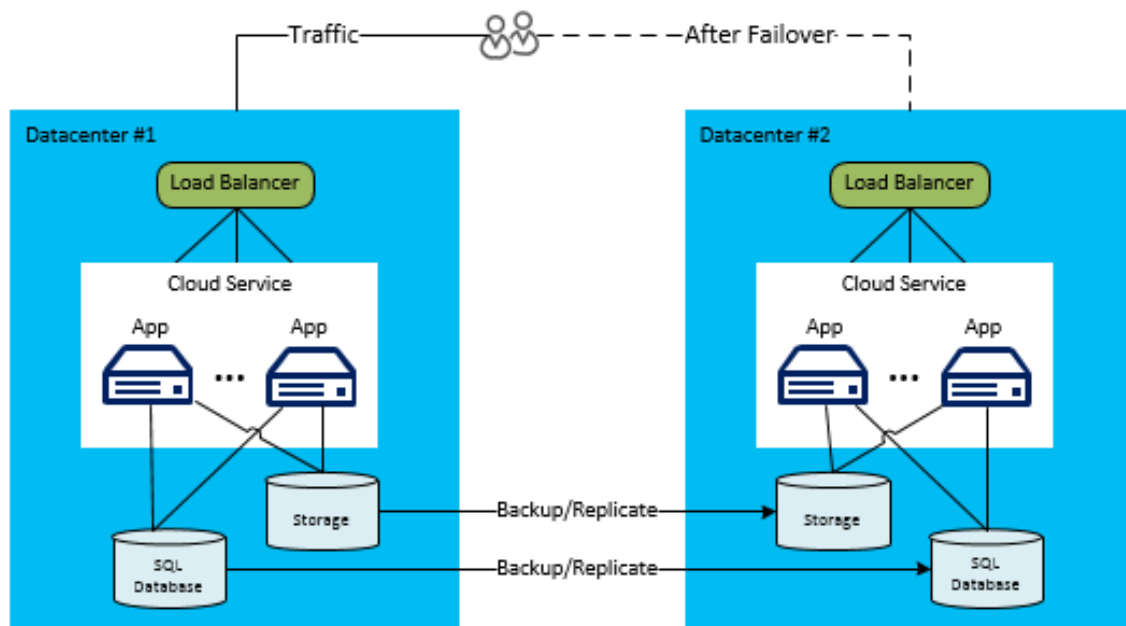 Traffic
After Failover
Datacenter #1
Datacenter #2
Load Balancer
Load Balancer
Cloud Service
Cloud Service
App
App
App
App
...
...
Storage
Backup/Replicate
Storage
SQL
Database
Backup/Replicate
SQL
Database